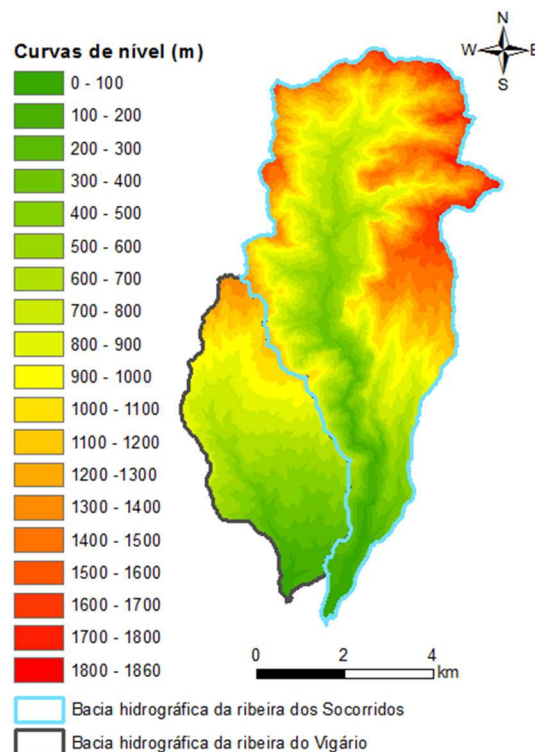 N
W E
S
Curvas de nível (m)
0 - 100
100 - 200
200 - 300
300 - 400
400 - 500
500 - 600
600 - 700
700 - 800
800 - 900
900 - 1000
1000 - 1100
1100 - 1200
1200 -1300
1300 - 1400
1400 - 1500
1500 - 1600
1600 - 1700
1700 - 1800
1800 - 1860
0 2 4
km
Bacia hidrográfica da ribeira dos Socorridos
Bacia hidrográfica da ribeira do Vigário